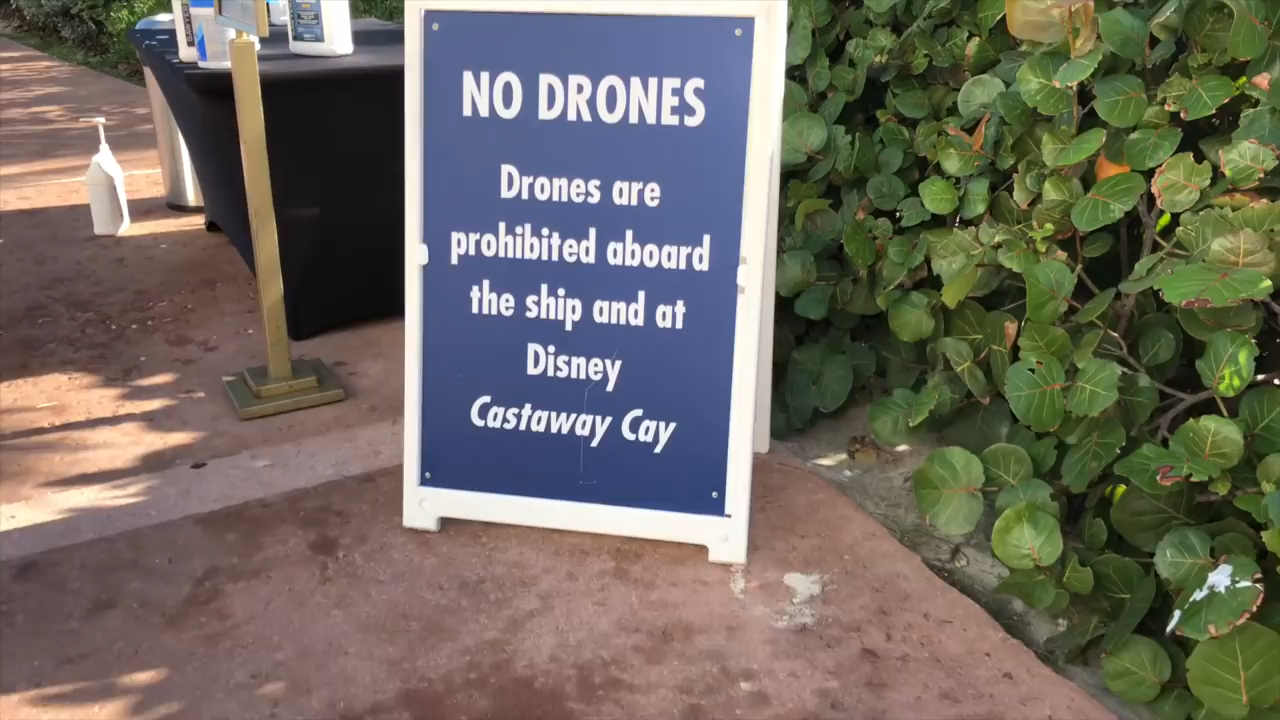 NO DRONES
Drones are
prohibited aboard
the ship and at
Disney
Castaway Cay